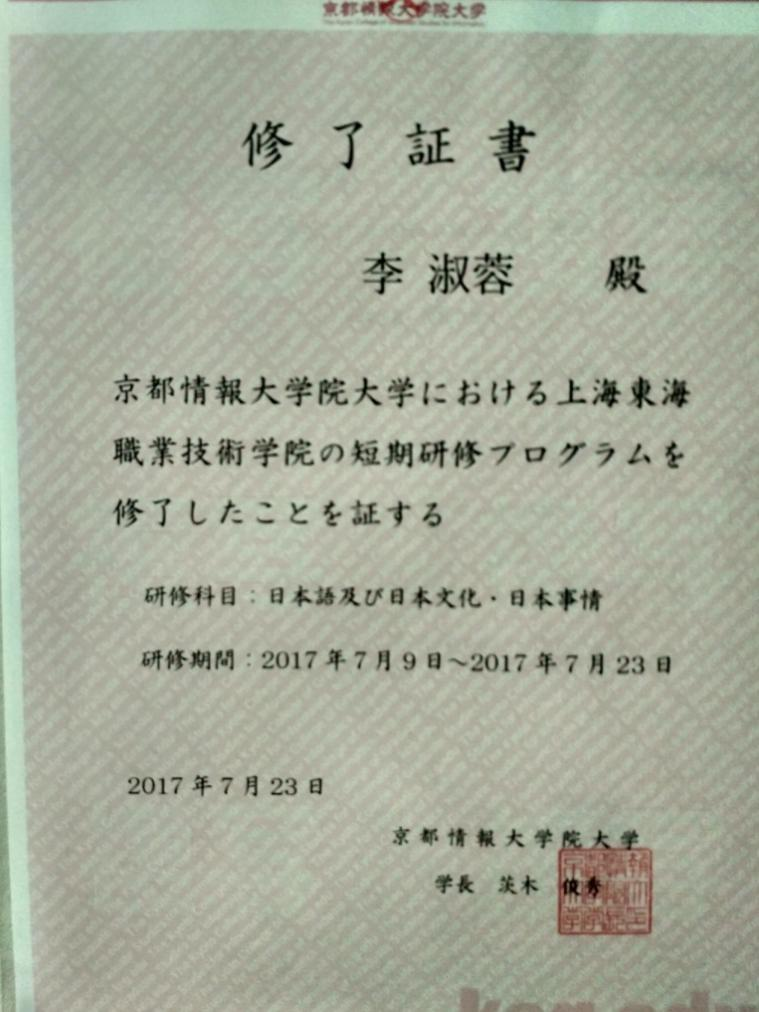 京都情報大学院大学
修了証書
李 淑蓉 殿
京都情報大学院大学における上海東海
職業技術学院の短期研修プログラムを
修了したことを証する
研修科目：日本語及び日本文化・日本事情
研修期間：2017年7月9日～2017年7月23日
2017年7月23日
京都情報大学院大学
学長 茨木 俊秀